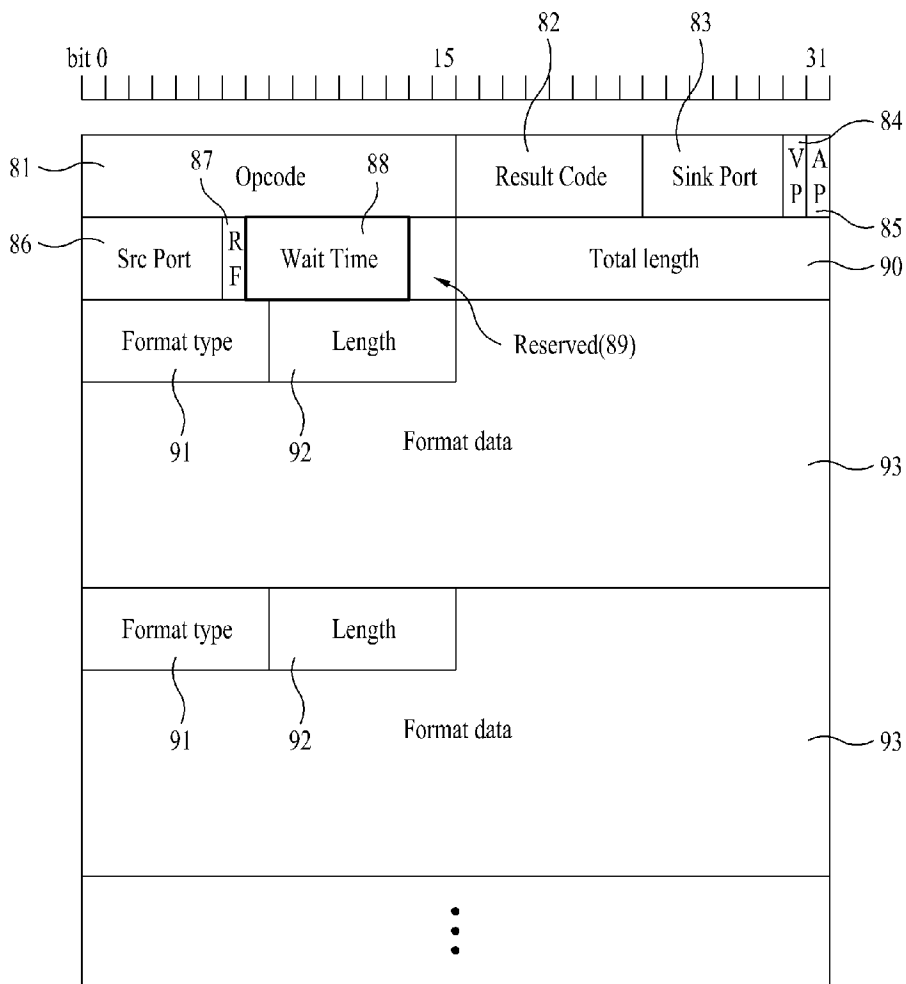 82 83
bit 0 15 31
84
81 Opcode 87 88 Result Code Sink Port V P A P
85
86 Src Port R F Wait Time Total length 90
Format type Length Reserved(89)
91 92 Format data 93
Format type Length
91 92 Format data 93